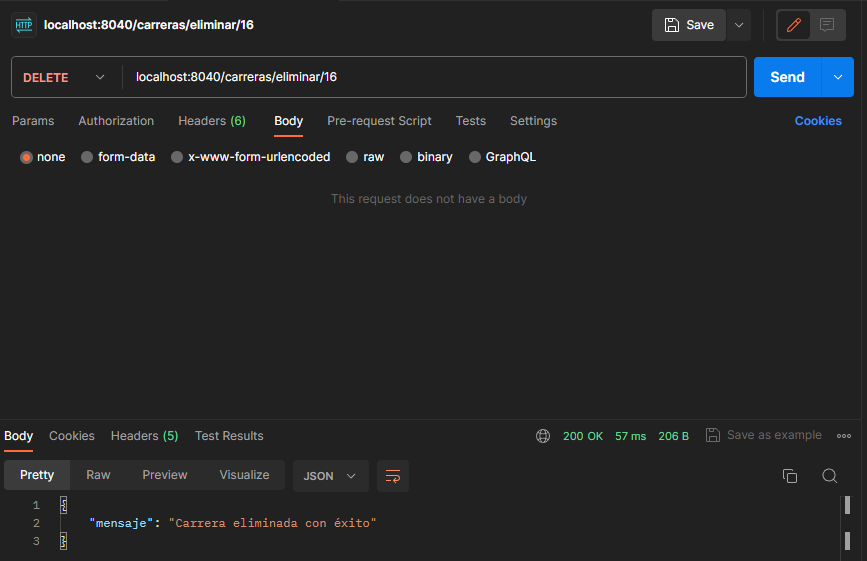 HTTP localhost:8040/carreras/eliminar/16 Save
DELETE localhost:8040/carreras/eliminar/16 Send
Params Authorization Headers (6) Body Pre-request Script Tests Settings Cookies
none form-data x-www-form-urlencoded raw binary GraphQL
This request does not have a body
Body Cookies Headers (5) Test Results 200 OK 57 ms 206 B Save as example
Pretty Raw Preview Visualize JSON
1 {
2 "mensaje": "Carrera eliminada con éxito"
3 }